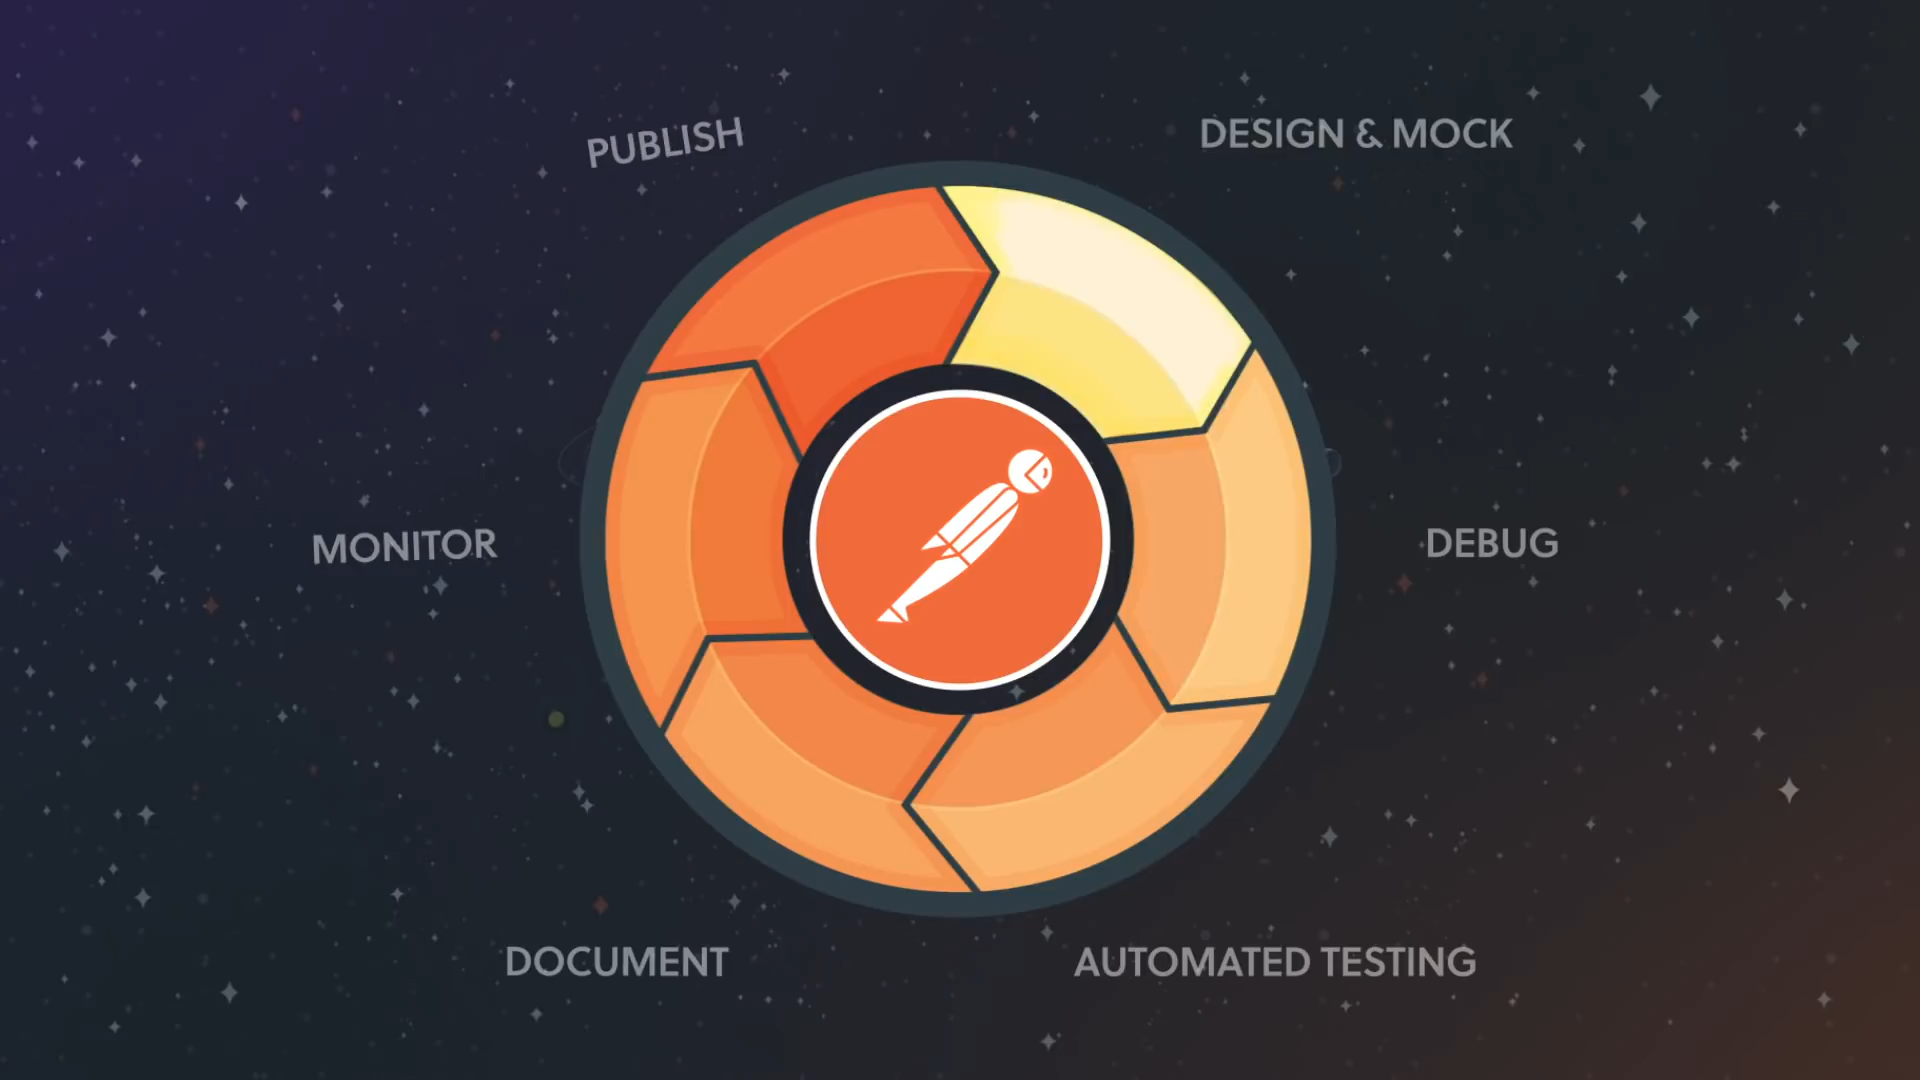 PUBLISH
DESIGN & MOCK
MONITOR
DEBUG
DOCUMENT
AUTOMATED TESTING